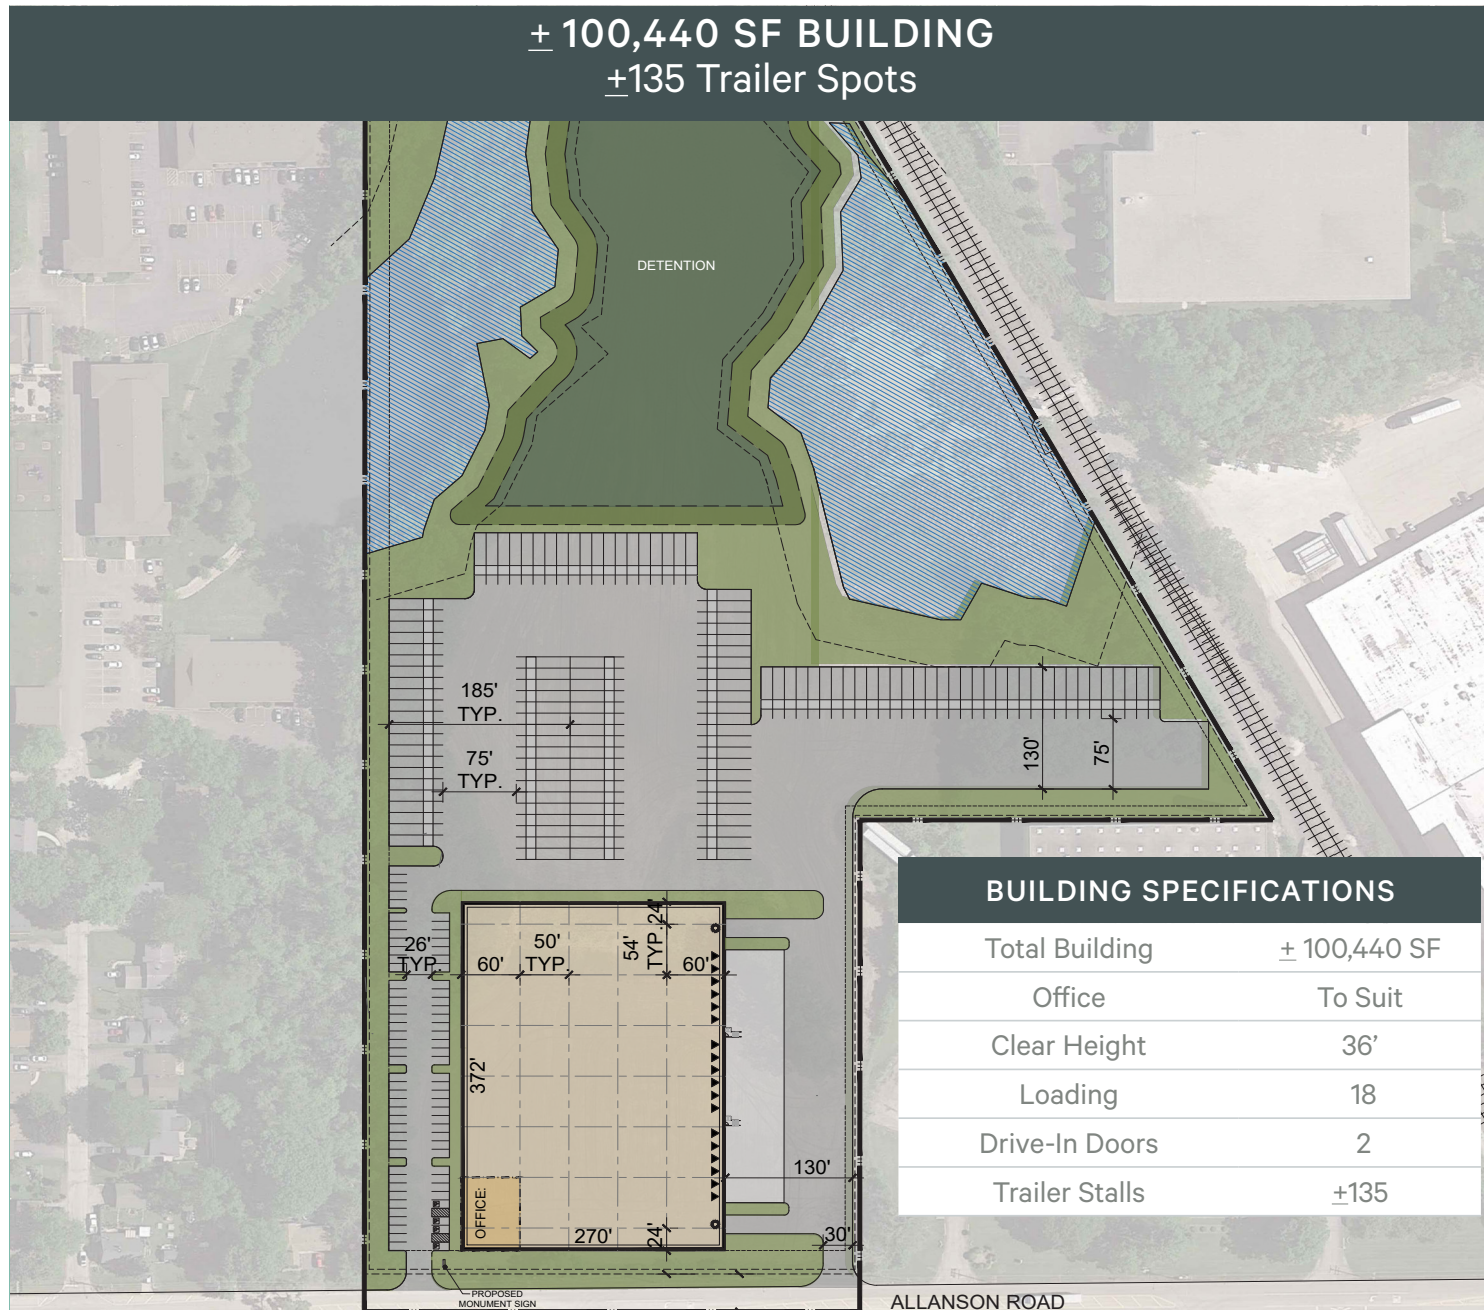 ± 100,440 SF BUILDING
±135 Trailer Spots
DETENTION
185'
TYP.
75'
TYP.
130'
75'
26'
TYP.
60'
50'
TYP.
54'
TYP.
24'
60'
372'
OFFICE:
270'
24'
130'
30'
PROPOSED
MONUMENT SIGN
ALLANSON ROAD
BUILDING SPECIFICATIONS
Total Building ± 100,440 SF
Office To Suit
Clear Height 36’
Loading 18
Drive-In Doors 2
Trailer Stalls ±135